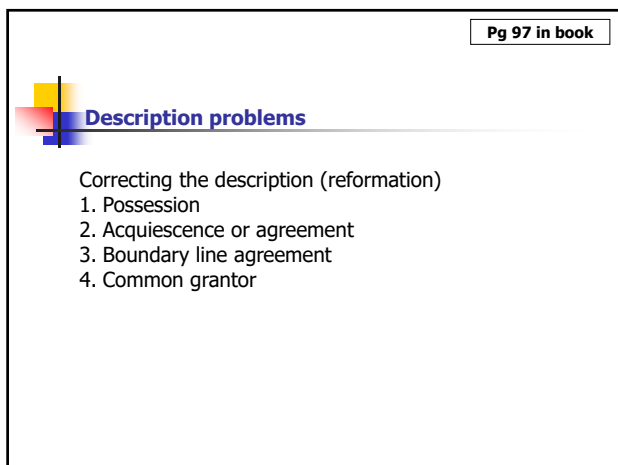 Pg 97 in book
Description problems
Correcting the description (reformation)
1. Possession
2. Acquiescence or agreement
3. Boundary line agreement
4. Common grantor